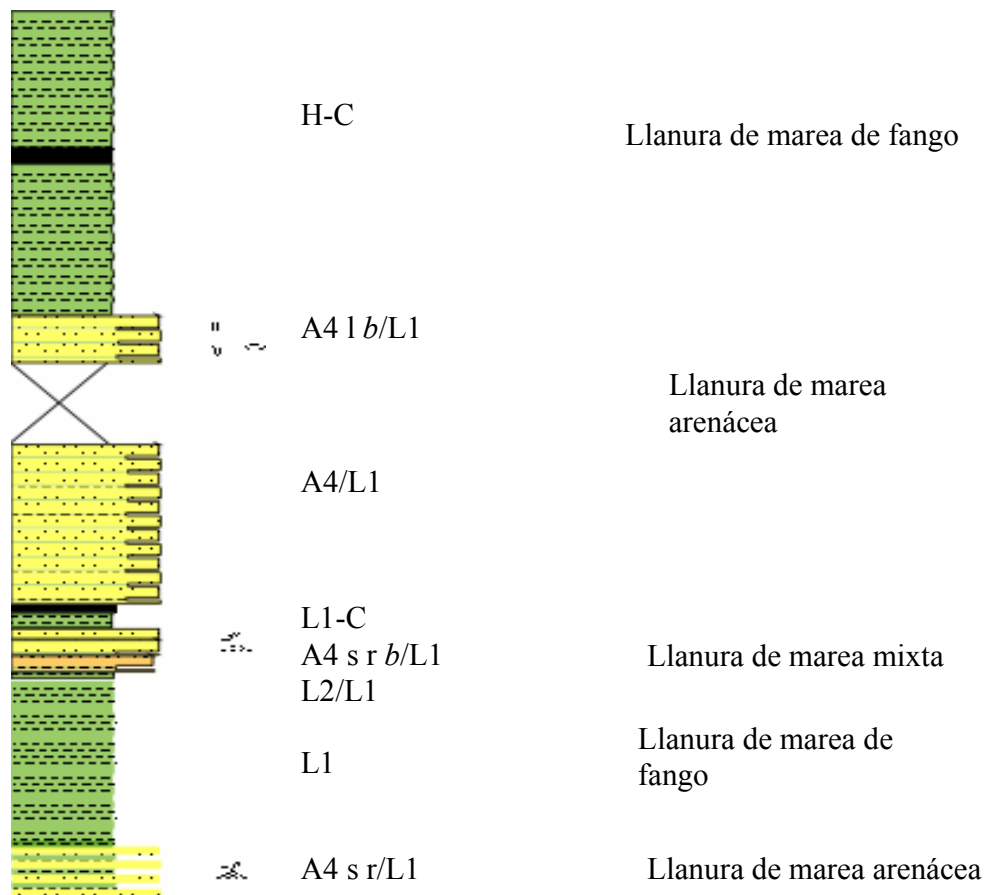 H-C
Llanura de marea de fango
A4 l b/L1
Llanura de marea
arenácea
A4/L1
L1-C
A4 s r b/L1
Llanura de marea mixta
L2/L1
Llanura de marea de
fango
L1
A4 s r/L1
Llanura de marea arenácea